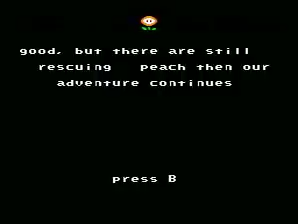 good, but there are still
rescuing peach then our
adventure continues
press B